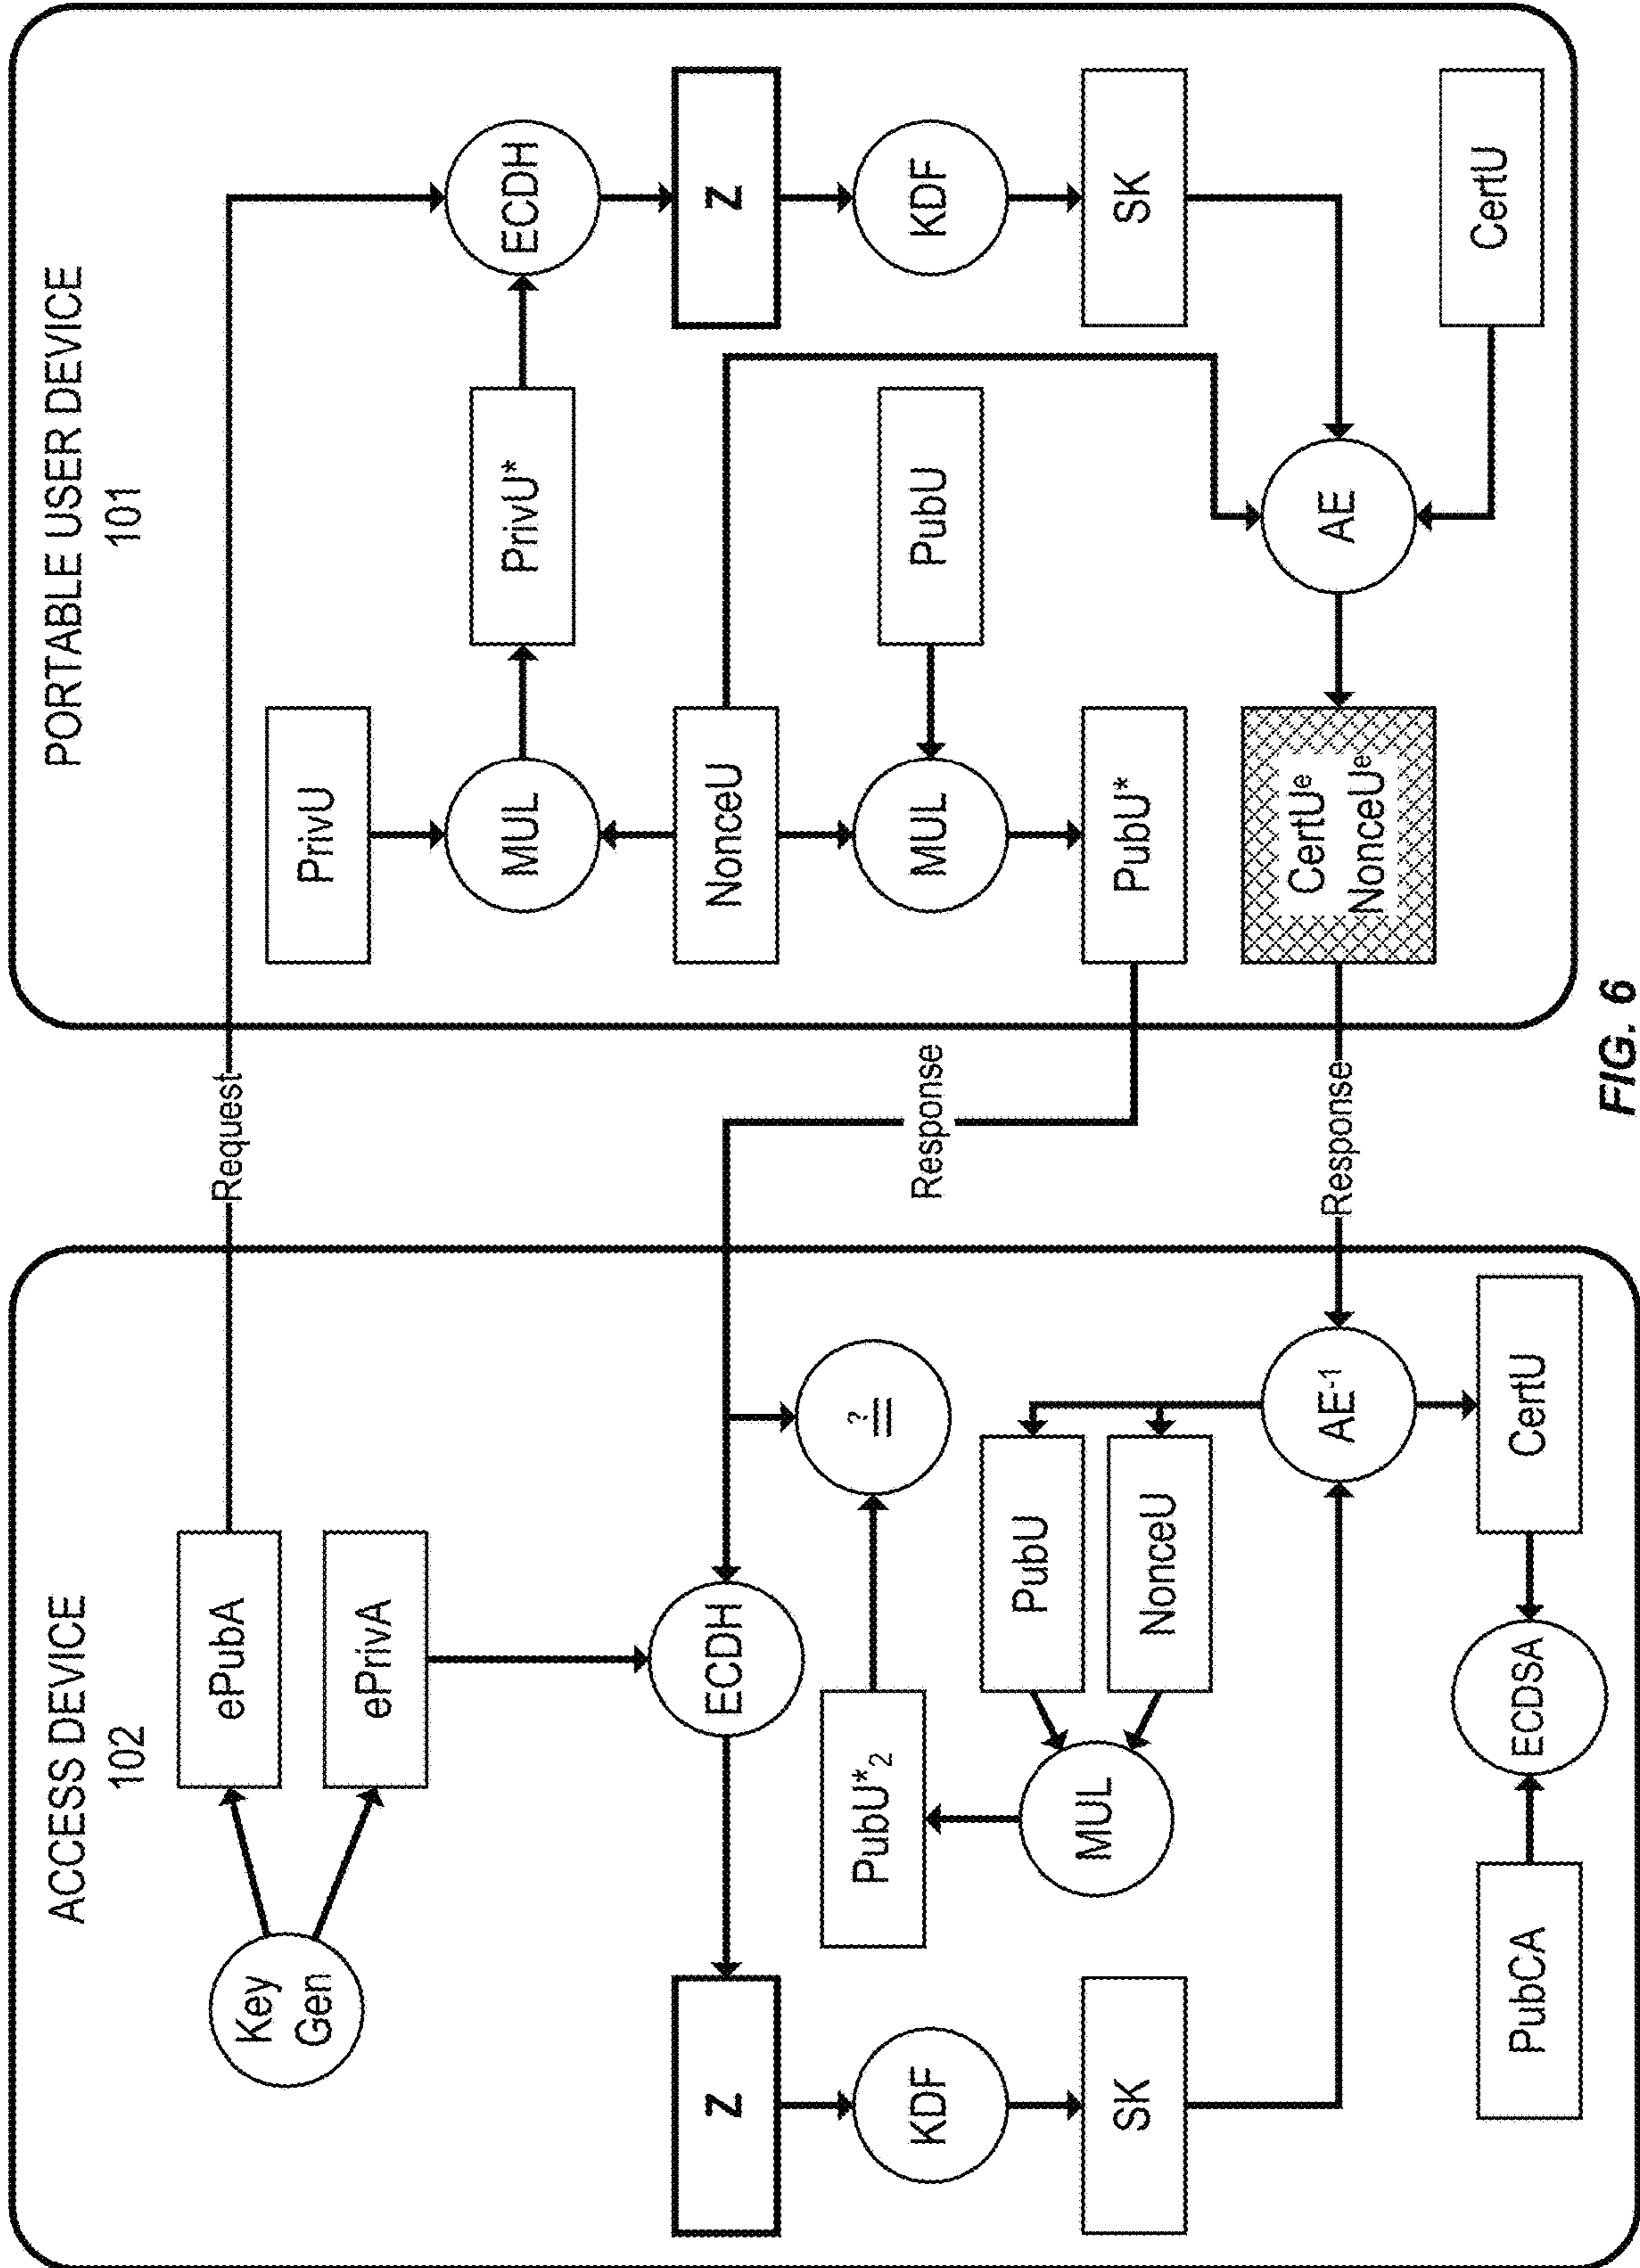 ACCESS DEVICE
102
Key
Gen
ePubA
ePrivA
ECDH
Z
KDF
SK
PubU*2
?
=
MUL
PubU
NonceU
AE-1
CertU
ECDSA
PubCA
Request
Response
Response
PORTABLE USER DEVICE
101
PrivU
MUL
PrivU*
ECDH
NonceU
Z
PubU
MUL
KDF
PubU*
SK
CertUe
NonceUe
AE
CertU
FIG. 6